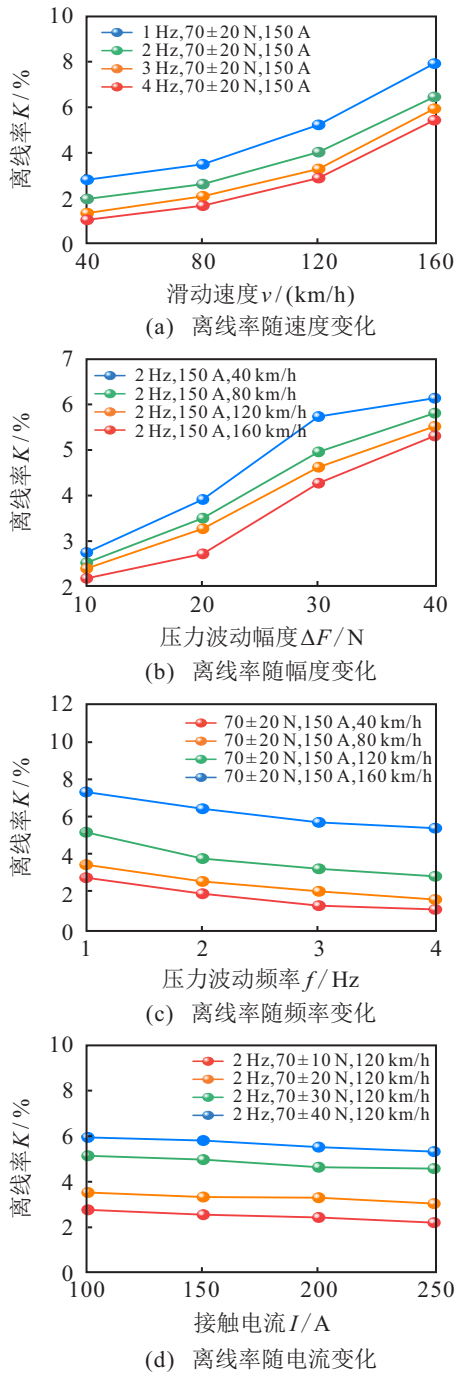 10
8
6
4
2
0
离线率K/%
1 Hz,70±20 N,150 A
2 Hz,70±20 N,150 A
3 Hz,70±20 N,150 A
4 Hz,70±20 N,150 A
40 80 120 160
滑动速度v/(km/h)
(a) 离线率随速度变化
7
6
5
4
3
2
离线率K/%
2 Hz,150 A,40 km/h
2 Hz,150 A,80 km/h
2 Hz,150 A,120 km/h
2 Hz,150 A,160 km/h
10 20 30 40
压力波动幅度ΔF/N
(b) 离线率随幅度变化
12
10
8
6
4
2
0
离线率K/%
70±20 N,150 A,40 km/h
70±20 N,150 A,80 km/h
70±20 N,150 A,120 km/h
70±20 N,150 A,160 km/h
1 2 3 4
压力波动频率f/Hz
(c) 离线率随频率变化
10
8
6
4
2
0
离线率K/%
2 Hz,70±10 N,120 km/h
2 Hz,70±20 N,120 km/h
2 Hz,70±30 N,120 km/h
2 Hz,70±40 N,120 km/h
100 150 200 250
接触电流I/A
(d) 离线率随电流变化